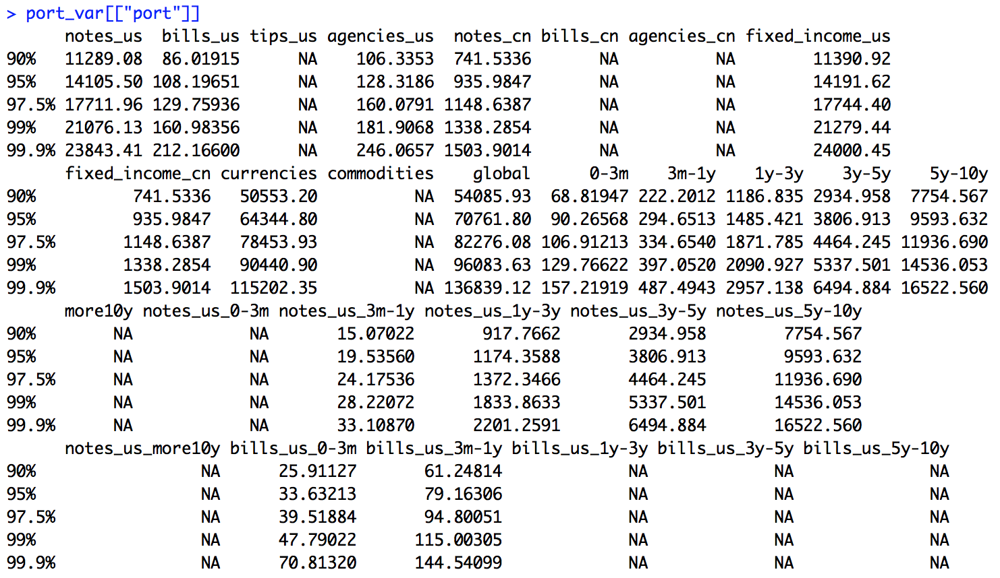 > port_var[["port"]]
notes_us bills_us tips_us agencies_us notes_cn bills_cn agencies_cn fixed_income_us
90% 11289.08 86.01915 NA 106.3353 741.5336 NA NA 11390.92
95% 14105.50 108.19651 NA 128.3186 935.9847 NA NA 14191.62
97.5% 17711.96 129.75936 NA 160.0791 1148.6387 NA NA 17744.40
99% 21076.13 160.98356 NA 181.9068 1338.2854 NA NA 21279.44
99.9% 23843.41 212.16600 NA 246.0657 1503.9014 NA NA 24000.45
fixed_income_cn currencies commodities global 0-3m 3m-1y 1y-3y 3y-5y 5y-10y
90% 741.5336 50553.20 NA 54085.93 68.81947 222.2012 1186.835 2934.958 7754.567
95% 935.9847 64344.80 NA 70761.80 90.26568 294.6513 1485.421 3806.913 9593.632
97.5% 1148.6387 78453.93 NA 82276.08 106.91213 334.6540 1871.785 4464.245 11936.690
99% 1338.2854 90440.90 NA 96083.63 129.76622 397.0520 2090.927 5337.501 14536.053
99.9% 1503.9014 115202.35 NA 136839.12 157.21919 487.4943 2957.138 6494.884 16522.560
more10y notes_us_0-3m notes_us_3m-1y notes_us_1y-3y notes_us_3y-5y notes_us_5y-10y
90% NA NA 15.07022 917.7662 2934.958 7754.567
95% NA NA 19.53560 1174.3588 3806.913 9593.632
97.5% NA NA 24.17536 1372.3466 4464.245 11936.690
99% NA NA 28.22072 1833.8633 5337.501 14536.053
99.9% NA NA 33.10870 2201.2591 6494.884 16522.560
notes_us_more10y bills_us_0-3m bills_us_3m-1y bills_us_1y-3y bills_us_3y-5y bills_us_5y-10y
90% NA 25.91127 61.24814 NA NA NA
95% NA 33.63213 79.16306 NA NA NA
97.5% NA 39.51884 94.80051 NA NA NA
99% NA 47.79022 115.00305 NA NA NA
99.9% NA 70.81320 144.54099 NA NA NA